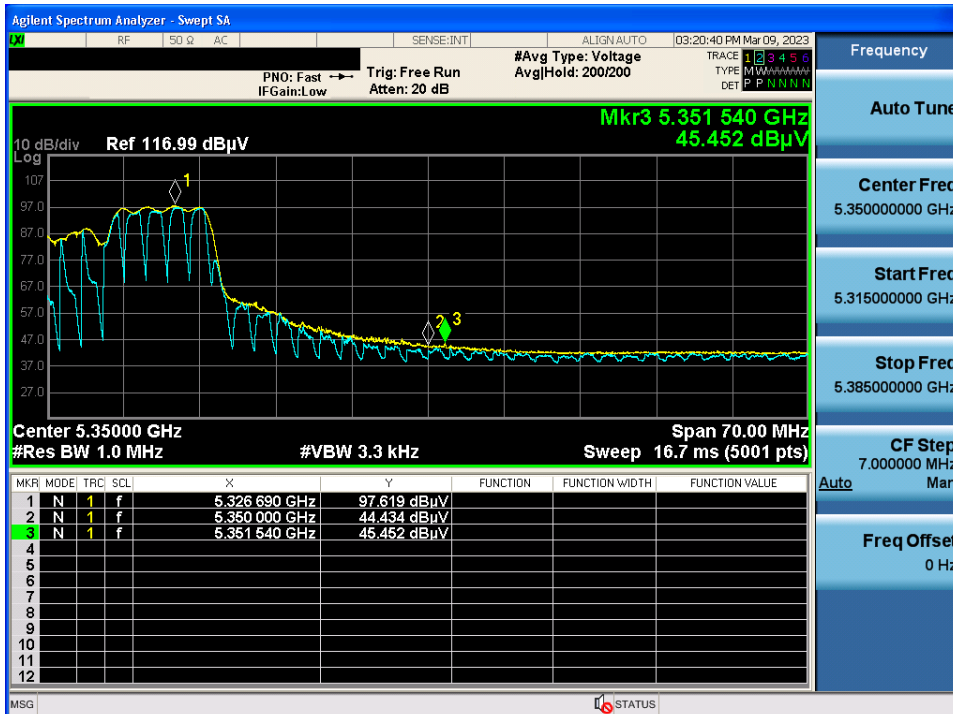 Agilent Spectrum Analyzer - Swept SA
LXI RF 50 Ω AC SENSE:INT ALIGN AUTO 03:20:40 PM Mar 09, 2023
Frequency
PNO: Fast
IFGain:Low
Trig: Free Run
Atten: 20 dB
#Avg Type: Voltage
Avg|Hold: 200/200
TRACE 1 2 3 4 5 6
TYPE M W
DET P P N N N N
Mkr3 5.351 540 GHz
45.452 dBµV
10 dB/div
Log
Ref 116.99 dBµV
107
97.0
87.0
77.0
67.0
57.0
47.0
37.0
27.0
1
2
3
Center 5.35000 GHz
Span 70.00 MHz
#Res BW 1.0 MHz
#VBW 3.3 kHz
Sweep 16.7 ms (5001 pts)
MKR MODE TRC SCL X Y FUNCTION FUNCTION WIDTH FUNCTION VALUE
1 N 1 f 5.326 690 GHz 97.619 dBµV
2 N 1 f 5.350 000 GHz 44.434 dBµV
3 N 1 f 5.351 540 GHz 45.452 dBµV
4
5
6
7
8
9
10
11
12
MSG
STATUS
Auto Tune
Center Freq
5.350000000 GHz
Start Freq
5.315000000 GHz
Stop Freq
5.385000000 GHz
CF Step
7.000000 MHz
Auto Man
Freq Offset
0 Hz